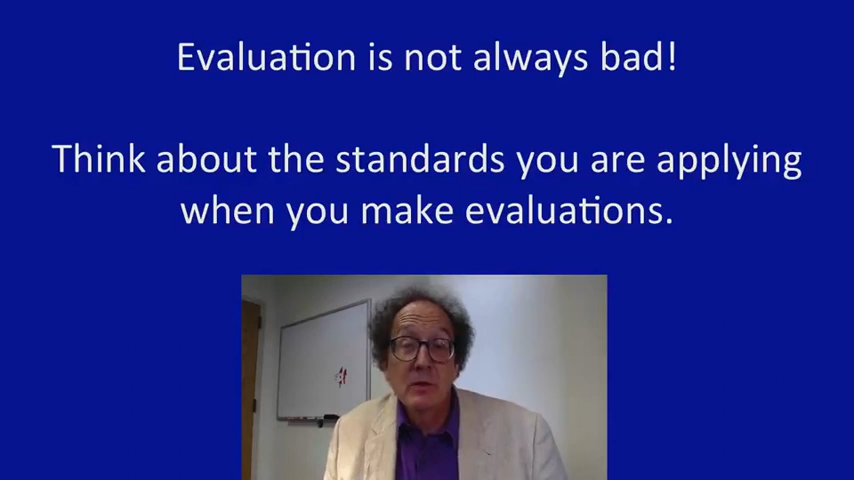 Evaluation is not always bad!
Think about the standards you are applying
when you make evaluations.